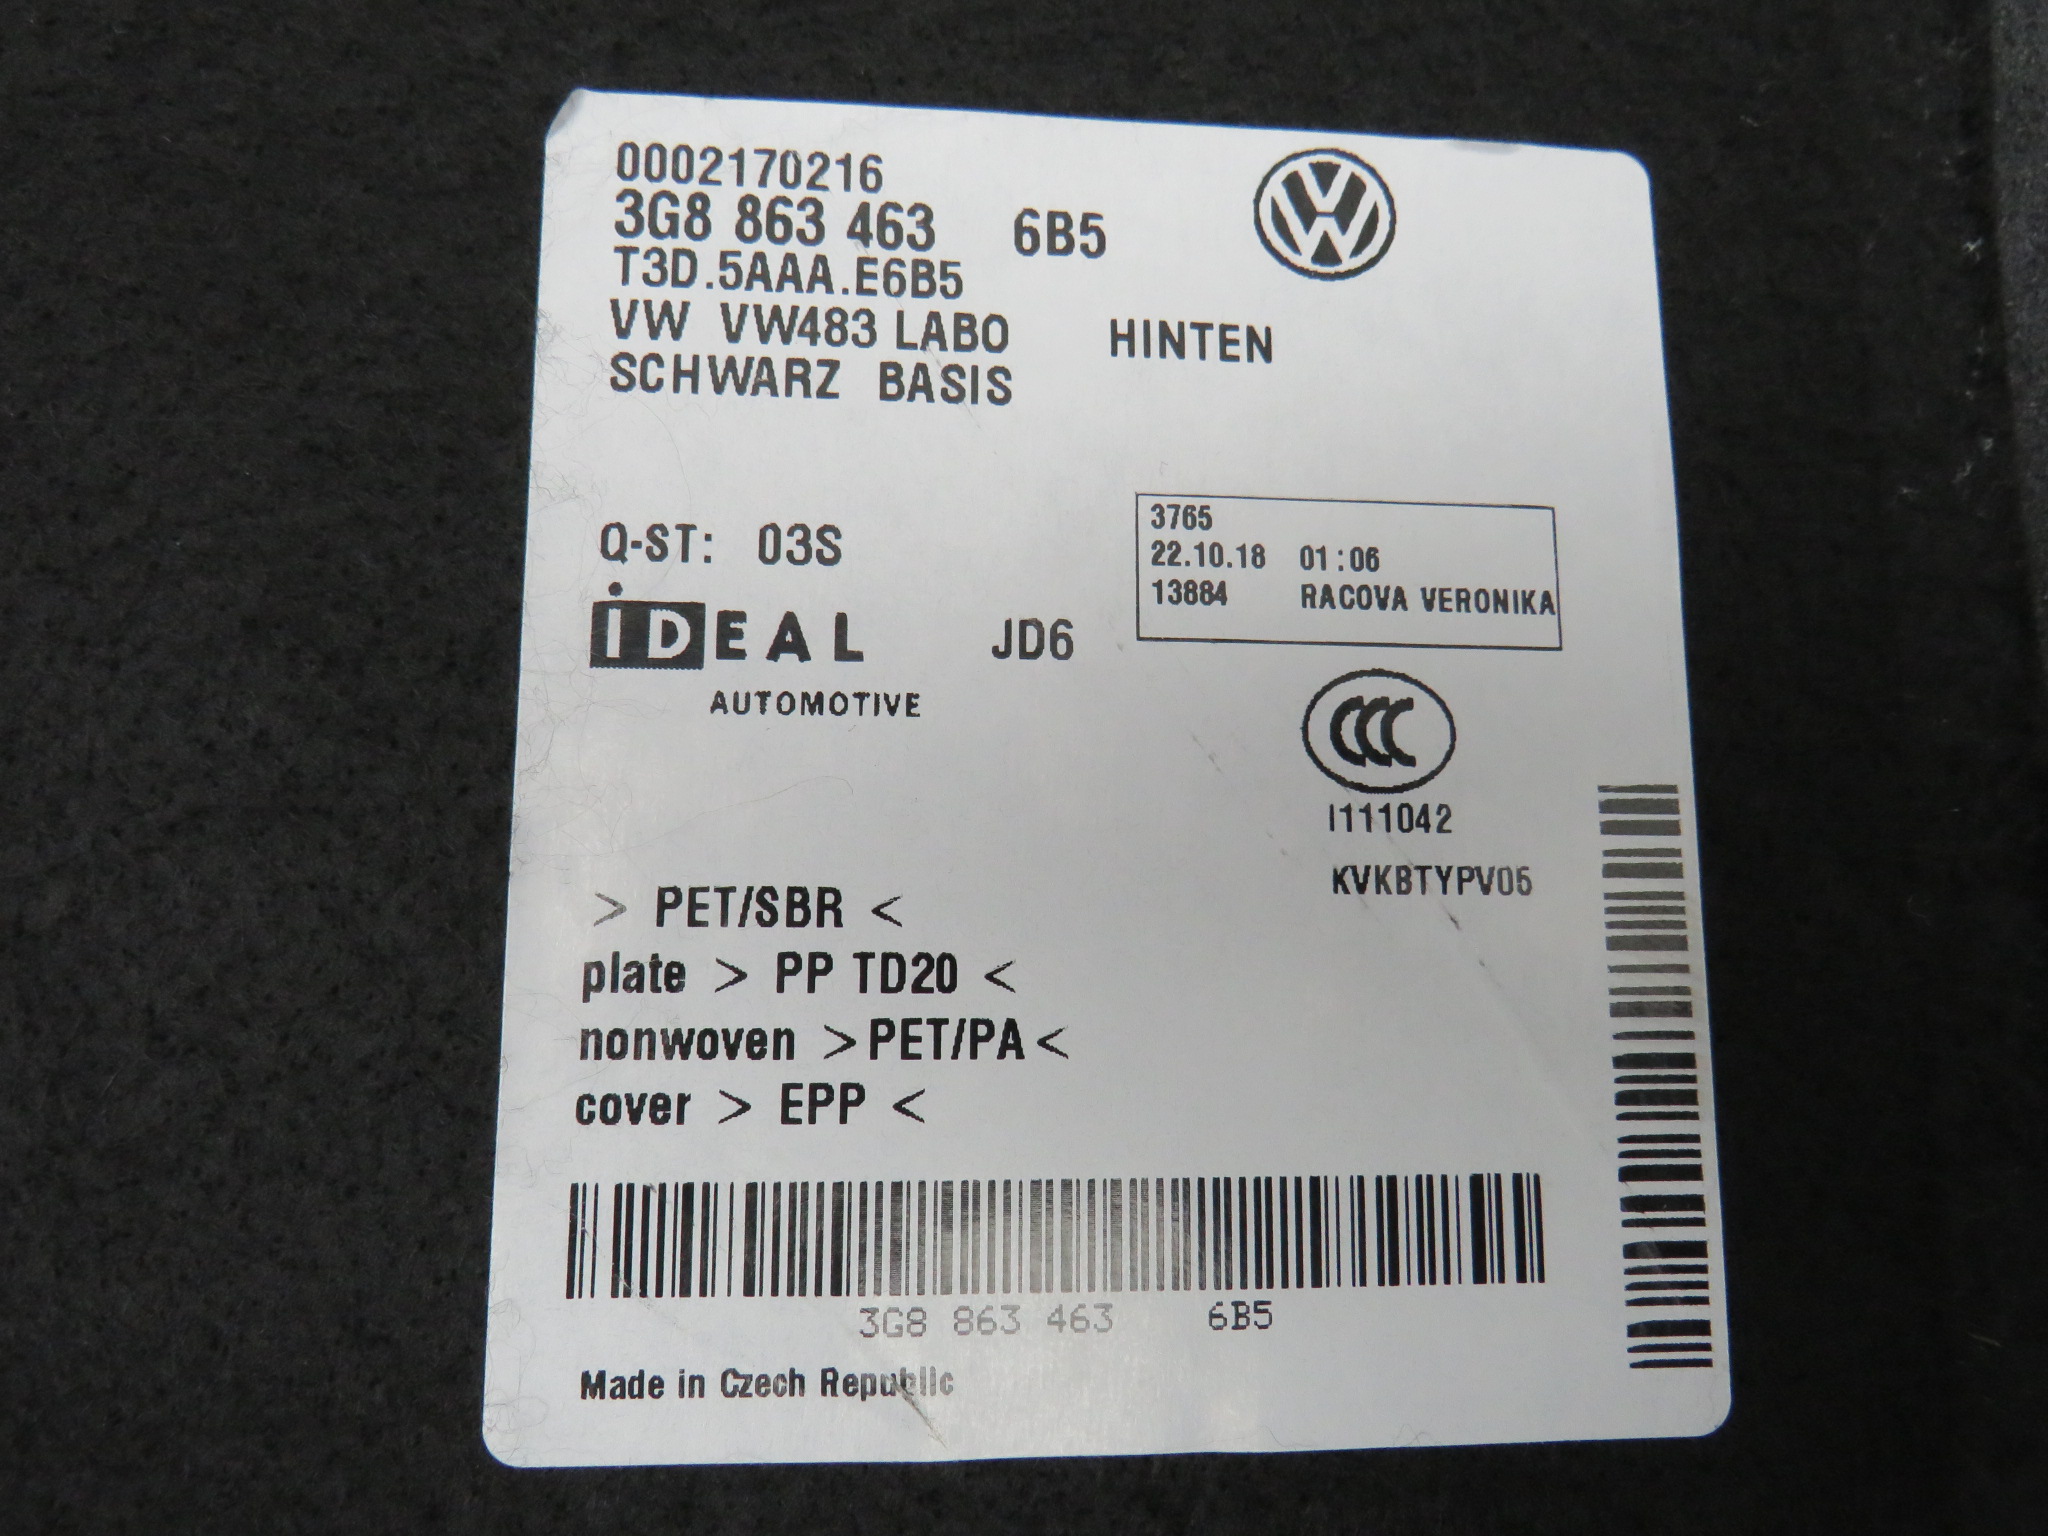 0002170216
3G8 863 463 6B5
T3D.5AAA.E6B5
VW VW483 LABO HINTEN
SCHWARZ BASIS
3765
22.10.18 01:06
13884 RACOVA VERONIKA
Q-ST: 03S
iDEAL JD6
AUTOMOTIVE
CCC
I111042
KVKBTYPV05
> PET/SBR <
plate > PP TD20 <
nonwoven >PET/PA<
cover > EPP <
3G8 863 463 6B5
Made in Czech Republic